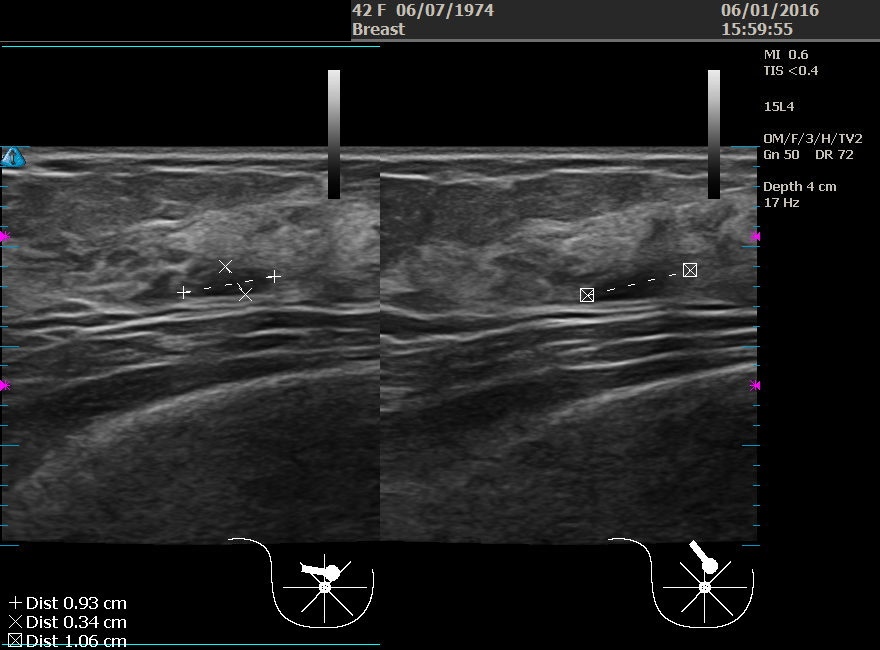 42 F 06/07/1974
Breast
06/01/2016
15:59:55
MI 0.6
TIS <0.4
15L4
OM/F/3/H/TV2
Gn 50 DR 72
Depth 4 cm
17 Hz
Dist 0.93 cm
Dist 0.34 cm
Dist 1.06 cm